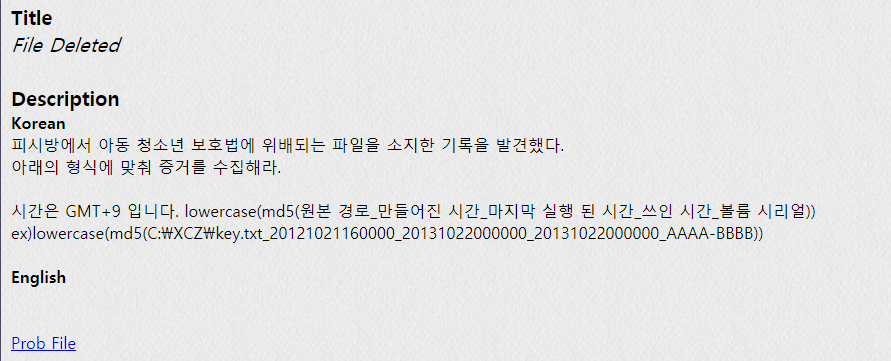 Title
File Deleted
Description
Korean
피시방에서 아동 청소년 보호법에 위배되는 파일을 소지한 기록을 발견했다.
아래의 형식에 맞춰 증거를 수집해라.
시간은 GMT+9 입니다. lowercase(md5(원본 경로_만들어진 시간_마지막 실행 된 시간_쓰인 시간_볼륨 시리얼))
ex)lowercase(md5(C:₩XCZ₩key.txt_20121021160000_20131022000000_20131022000000_AAAA-BBBB))
English
Prob File